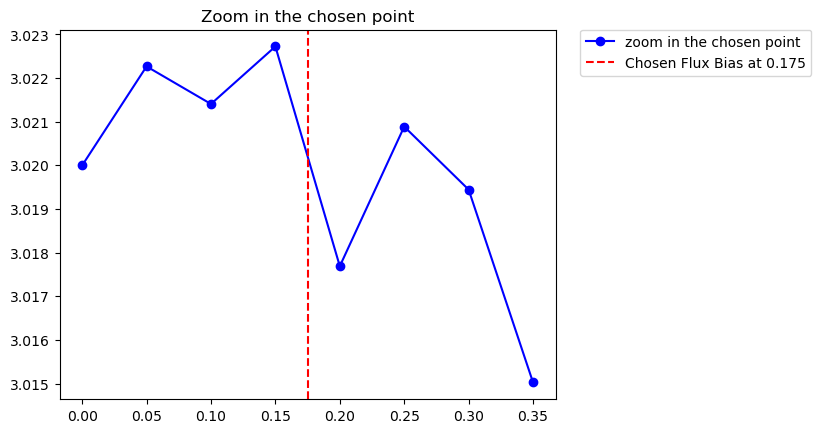 Zoom in the chosen point
3.023
3.022
3.021
3.020
3.019
3.018
3.017
3.016
3.015
0.00 0.05 0.10 0.15 0.20 0.25 0.30 0.35
zoom in the chosen point
Chosen Flux Bias at 0.175